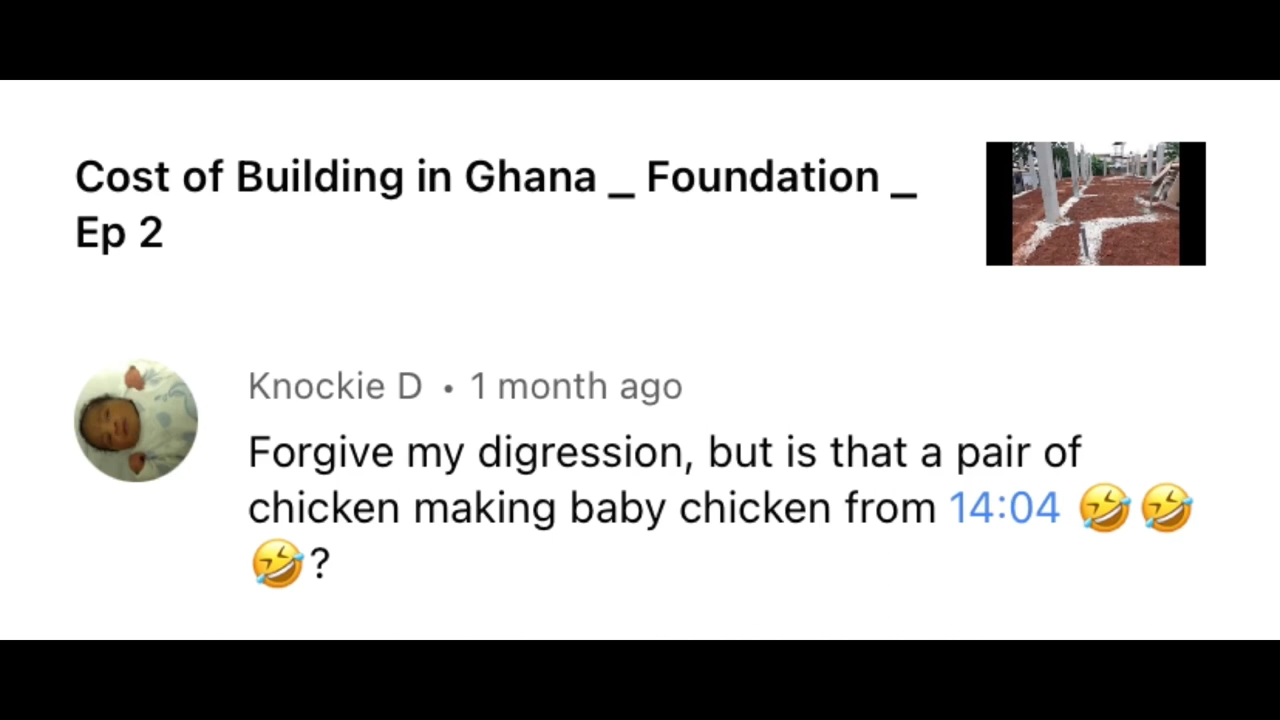 Cost of Building in Ghana _ Foundation _
Ep 2
Knockie D • 1 month ago
Forgive my digression, but is that a pair of
chicken making baby chicken from 14:04 🤣🤣
🤣?